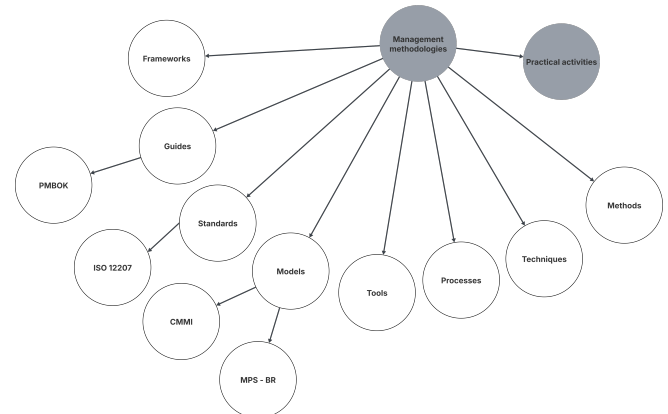 Management
methodologies
Frameworks
Practical activities
Guides
PMBOK
Methods
Standards
Techniques
ISO 12207
Models
Processes
Tools
CMMI
MPS - BR